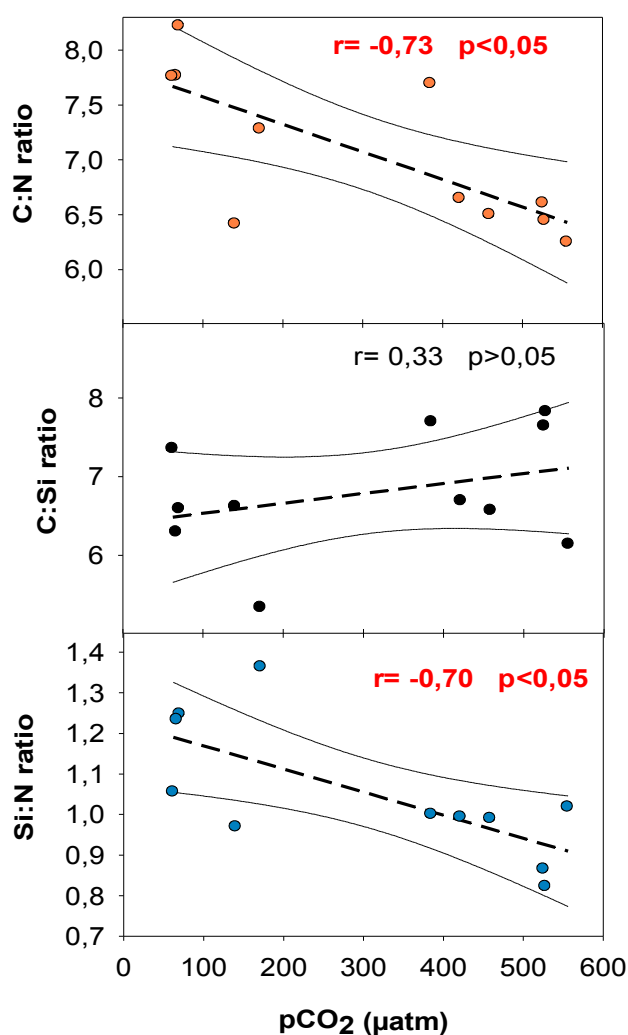 r= -0,73 p<0,05
8,0
7,5
7,0
6,5
6,0
C:N ratio
r= 0,33 p>0,05
8
7
6
C:Si ratio
r= -0,70 p<0,05
1,4
1,3
1,2
1,1
1,0
0,9
0,8
0,7
Si:N ratio
0 100 200 300 400 500 600
pCO2 (µatm)